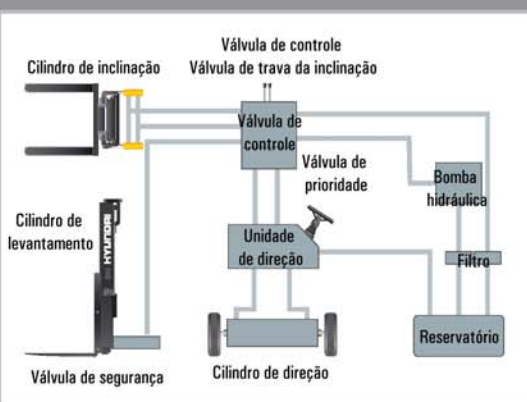 Válvula de controle
Válvula de trava da inclinação
Cilindro de inclinação
Válvula de
controle
Válvula de
prioridade
Bomba
hidráulica
Cilindro de
levantamento
HYUNDAI
Unidade
de direção
Filtro
Reservatório
Válvula de segurança
Cilindro de direção